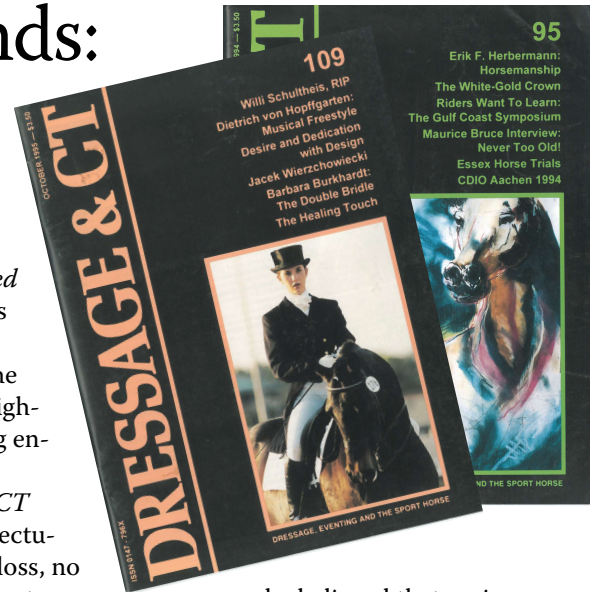 nds:
109
Willi Schultheis, RIP
Dietrich von Hopffgarten:
Musical Freestyle
Desire and Dedication
with Design
Jacek Wierzchowiecki
Barbara Burkhardt:
The Double Bridle
The Healing Touch
OCTOBER 1995 — $3.50
DRESSAGE & CT
ISSN 0147 - 796X
DRESSAGE, EVENTING AND THE SPORT HORSE
994 — $3.50
T
95
Erik F. Herbermann:
Horsemanship
The White-Gold Crown
Riders Want To Learn:
The Gulf Coast Symposium
Maurice Bruce Interview:
Never Too Old!
Essex Horse Trials
CDIO Aachen 1994
ND THE SPORT HORSE
ed
s
ne
igh-
g en-
CT
ectu-
loss, no